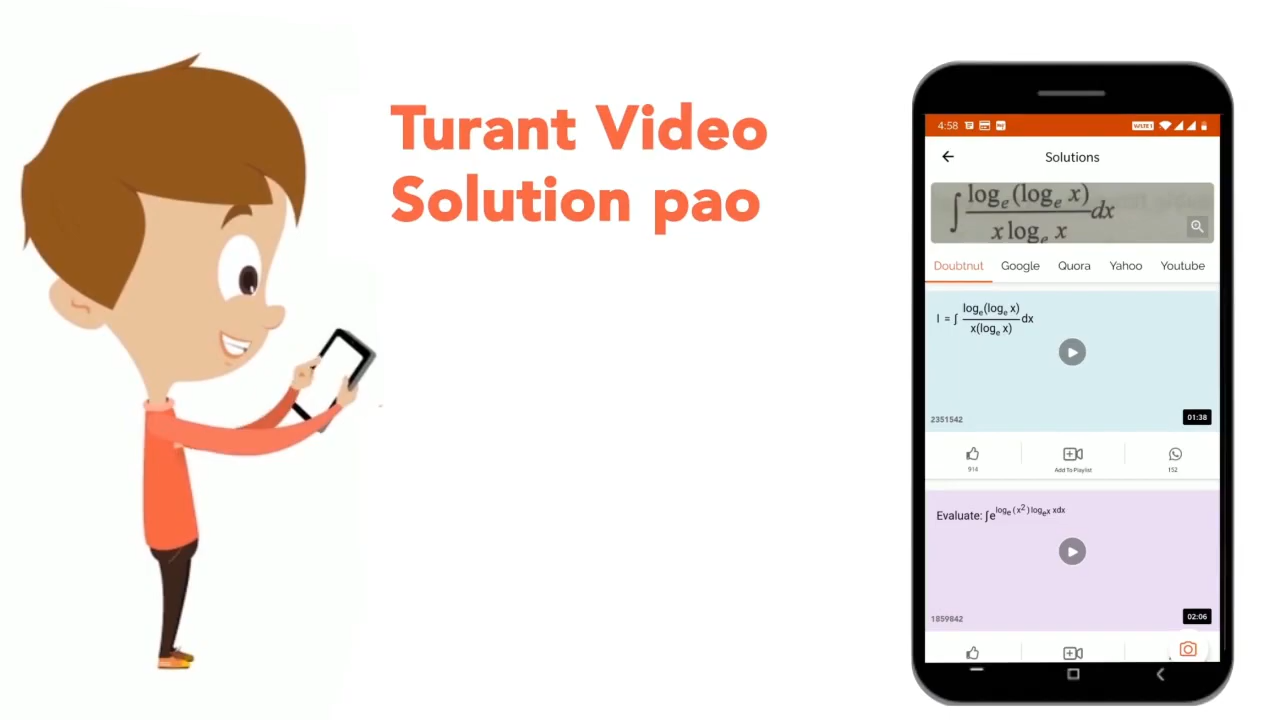 Turant Video
Solution pao
4:58
VoLTE1
Solutions
∫ logₑ(logₑ x) / x logₑ x dx
Doubtnut Google Quora Yahoo Youtube
I = ∫ logₑ(logₑ x) / x(logₑ x) dx
2351542
01:38
914
Add To Playlist
152
Evaluate: ∫e^logₑ(x²)logₑx xdx
1859842
02:06